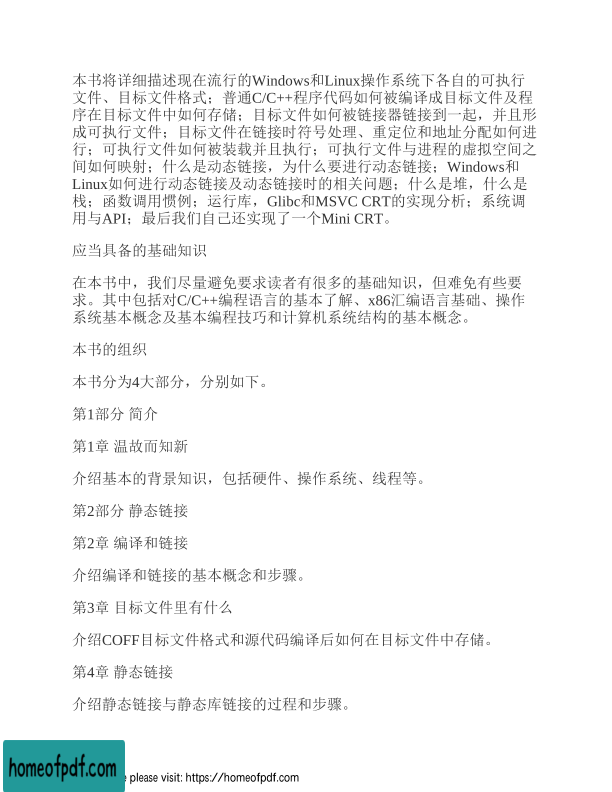 本书将详细描述现在流行的Windows和Linux操作系统下各自的可执行
文件、目标文件格式；普通C/C++程序代码如何被编译成目标文件及程
序在目标文件中如何存储；目标文件如何被链接器链接到一起，并且形
成可执行文件；目标文件在链接时符号处理、重定位和地址分配如何进
行；可执行文件如何被装载并且执行；可执行文件与进程的虚拟空间之
间如何映射；什么是动态链接，为什么要进行动态链接；Windows和
Linux如何进行动态链接及动态链接时的相关问题；什么是堆，什么是
栈；函数调用惯例；运行库，Glibc和MSVC CRT的实现分析；系统调
用与API；最后我们自己还实现了一个Mini CRT。
应当具备的基础知识
在本书中，我们尽量避免要求读者有很多的基础知识，但难免有些要
求。其中包括对C/C++编程语言的基本了解、x86汇编语言基础、操作
系统基本概念及基本编程技巧和计算机系统结构的基本概念。
本书的组织
本书分为4大部分，分别如下。
第1部分 简介
第1章 温故而知新
介绍基本的背景知识，包括硬件、操作系统、线程等。
第2部分 静态链接
第2章 编译和链接
介绍编译和链接的基本概念和步骤。
第3章 目标文件里有什么
介绍COFF目标文件格式和源代码编译后如何在目标文件中存储。
第4章 静态链接
介绍静态链接与静态库链接的过程和步骤。
homeofpdf.com
please visit: https://homeofpdf.com